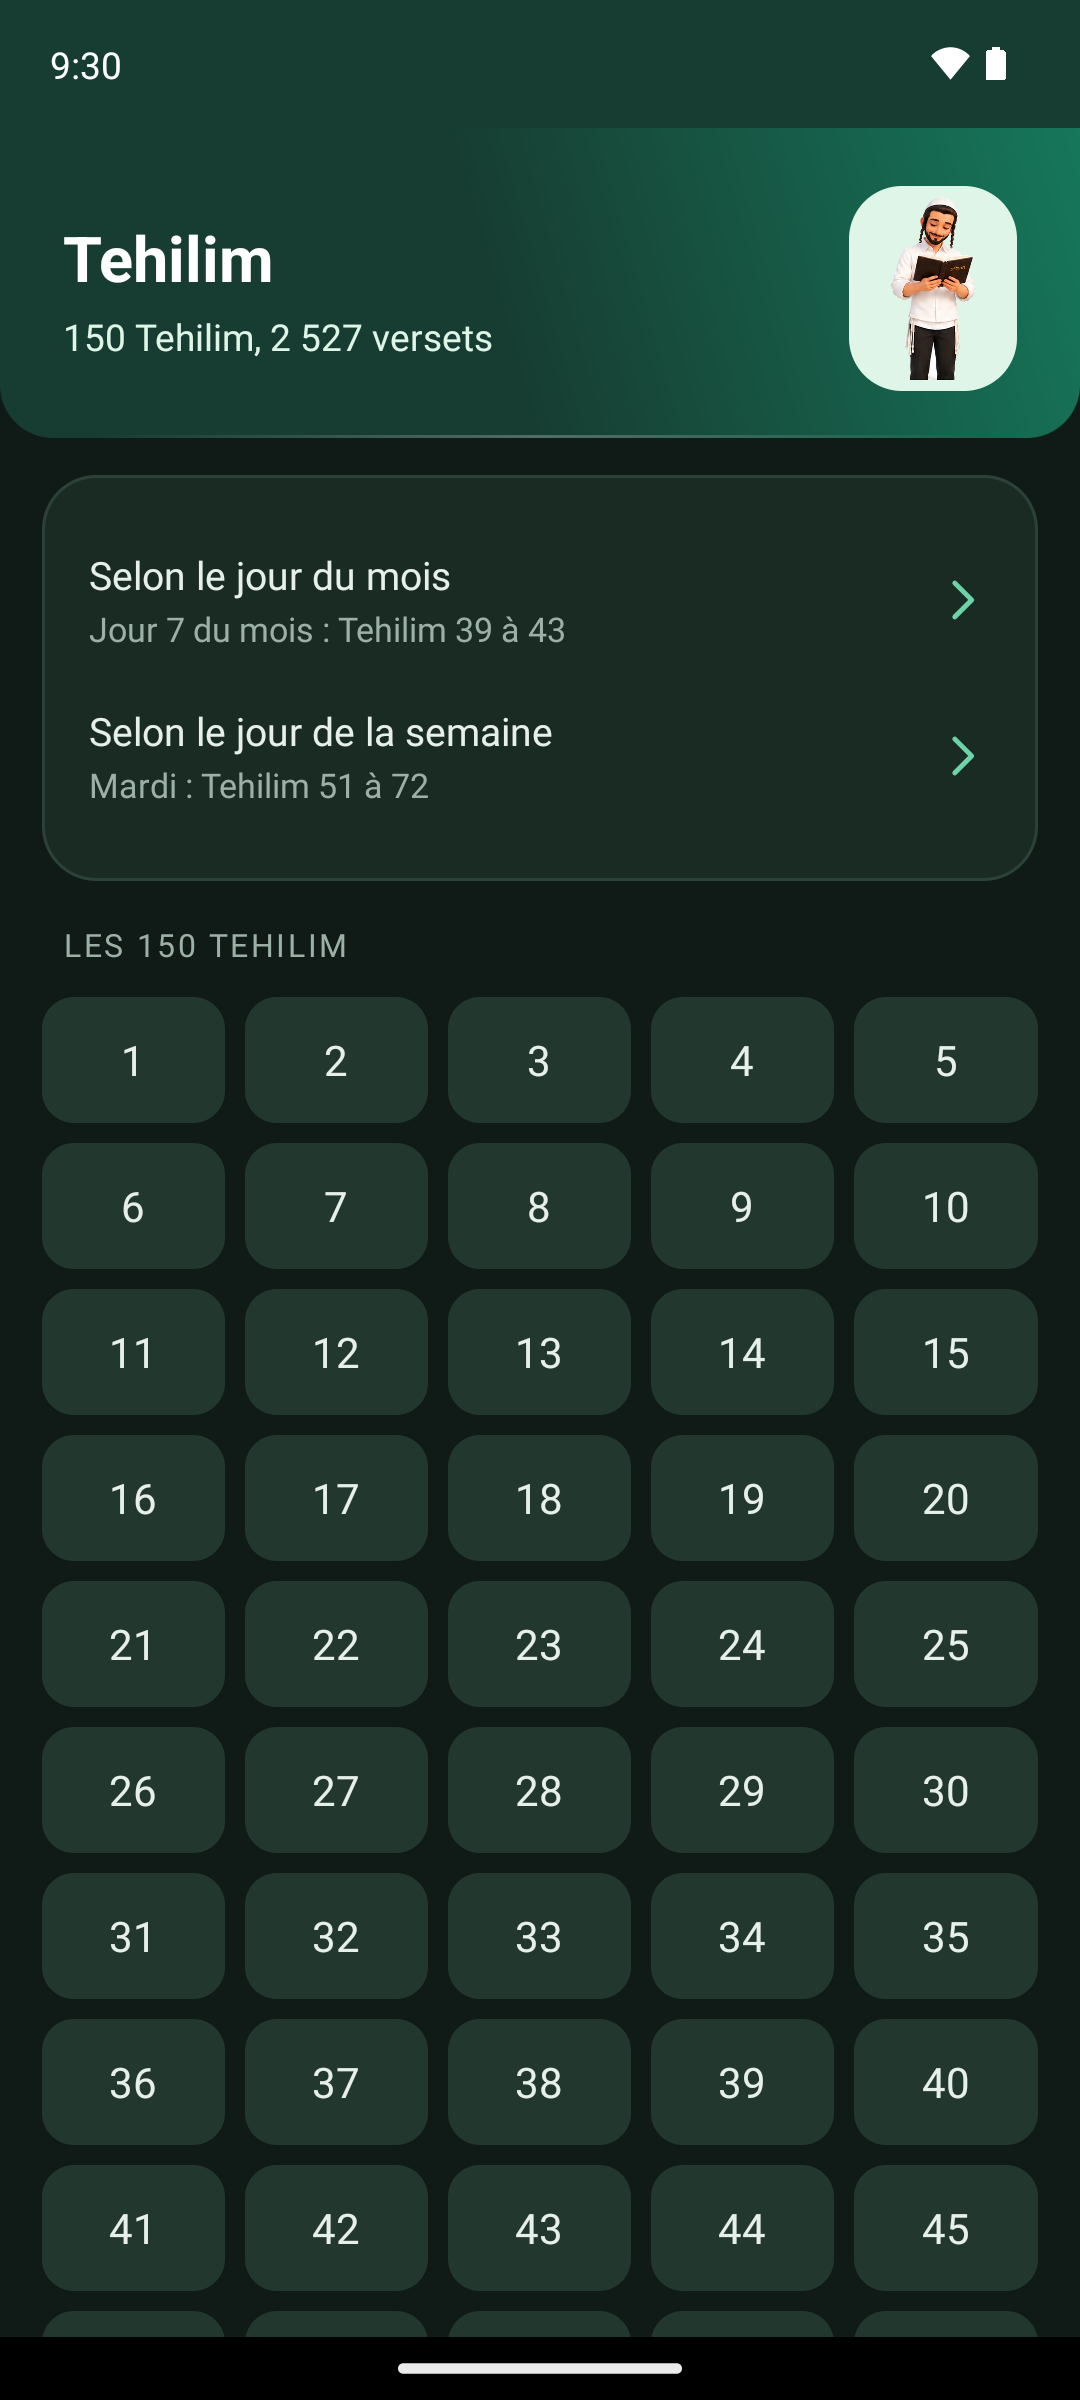 9:30
Tehilim
150 Tehilim, 2 527 versets
Selon le jour du mois
Jour 7 du mois : Tehilim 39 à 43
Selon le jour de la semaine
Mardi : Tehilim 51 à 72
LES 150 TEHILIM
1 2 3 4 5
6 7 8 9 10
11 12 13 14 15
16 17 18 19 20
21 22 23 24 25
26 27 28 29 30
31 32 33 34 35
36 37 38 39 40
41 42 43 44 45